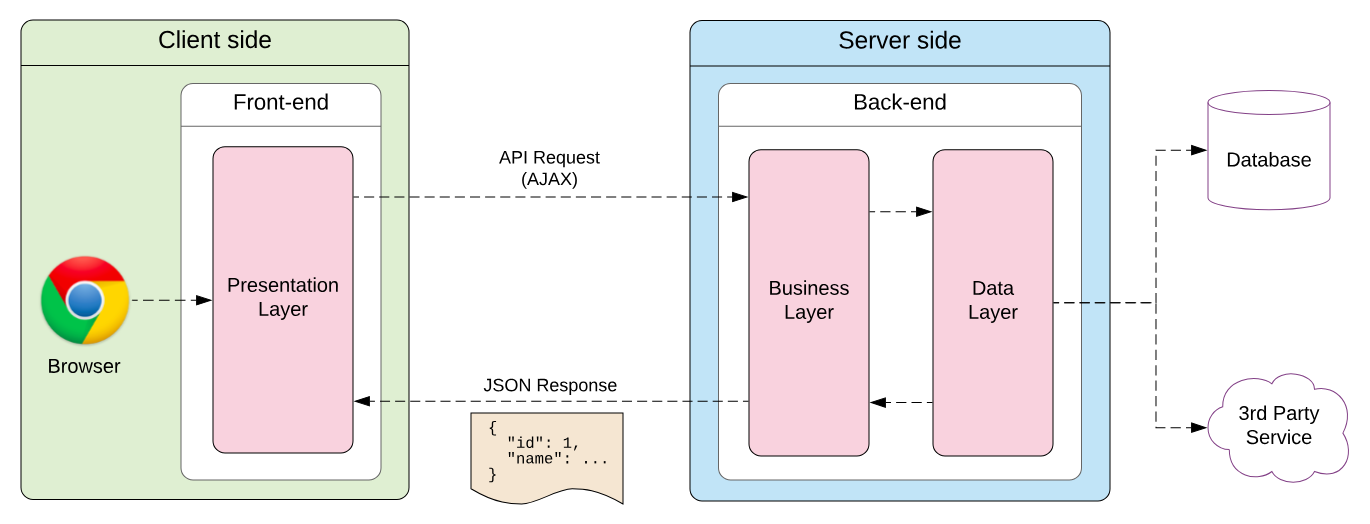 Client side
Front-end
Presentation
Layer
Browser
API Request
(AJAX)
JSON Response
{
"id": 1,
"name": ...
}
Server side
Back-end
Business
Layer
Data
Layer
Database
3rd Party
Service